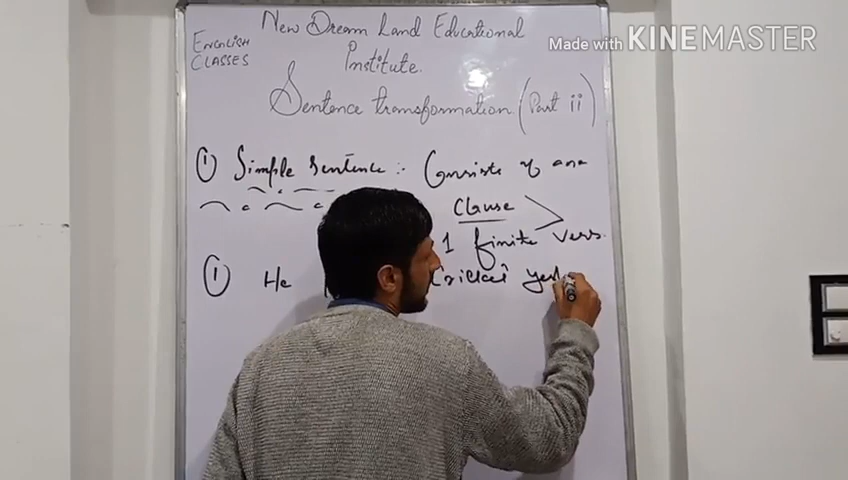 Made with KINEMASTER
ENGLISH
CLASSES
New Dream Land Educational
Institute.
Sentence transformation (Part ii)
① Simple Sentence :- Consists of one
Clause
1 finite Verb.
① He Cricket yes